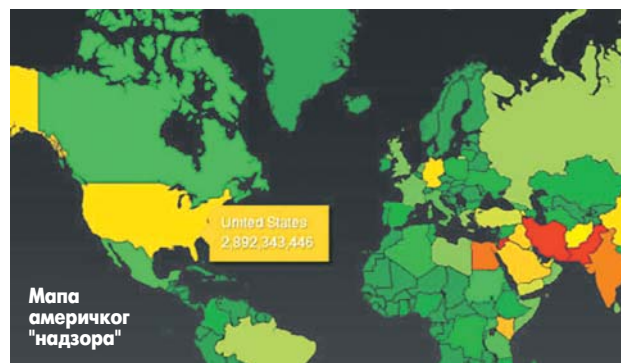 United States
2,892,343,446
Мапа
америчког
"надзора"